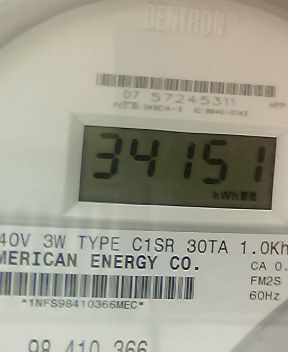 CENTRON
07 57245311
34151
kWh
40V 3W TYPE C1SR 30TA 1.0Kh
MERICAN ENERGY CO.
CA 0.
FM2S
*1NFS98410366MEC*
60Hz
98 410 366